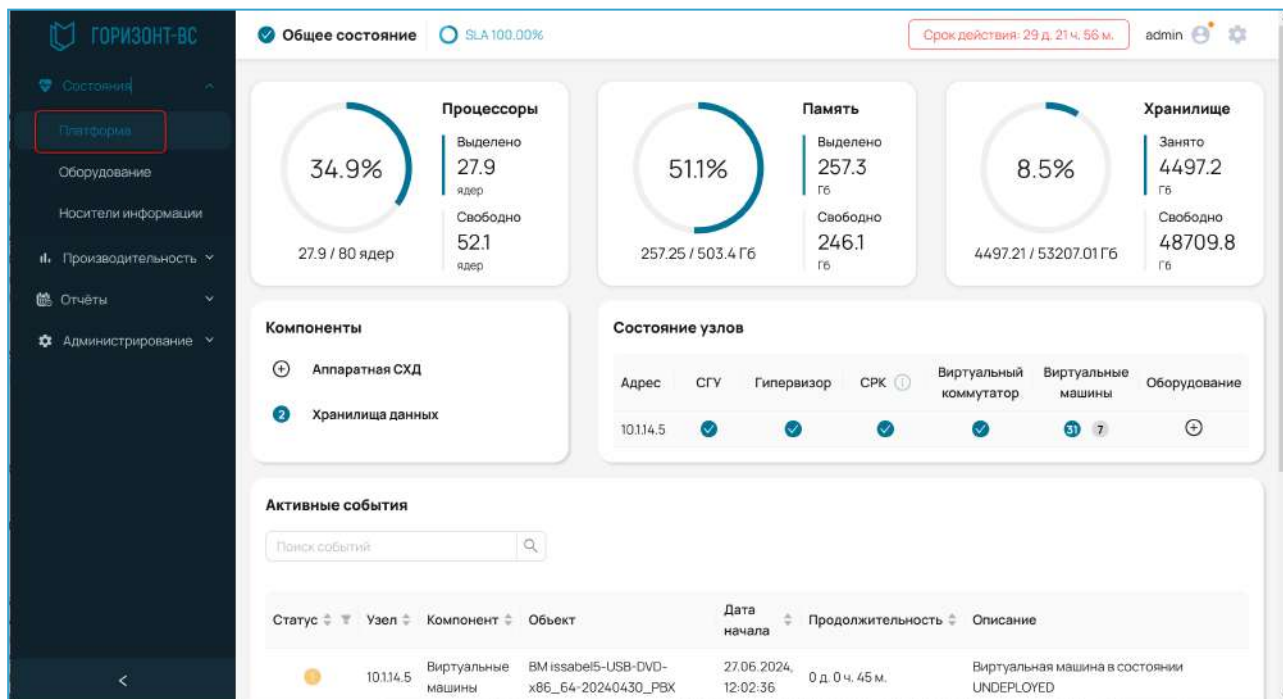 ГОРИЗОНТ-ВС
Общее состояние
SLA 100.00%
Срок действия: 29 д. 21 ч. 56 м.
admin
Состояния
Платформа
Оборудование
Носители информации
Производительность
Отчёты
Администрирование
Процессоры
34.9%
27.9 / 80 ядер
Выделено
27.9
ядер
Свободно
52.1
ядер
Память
51.1%
257.25 / 503.4 Гб
Выделено
257.3
Гб
Свободно
246.1
Гб
Хранилище
8.5%
4497.21 / 53207.01 Гб
Занято
4497.2
Гб
Свободно
48709.8
Гб
Компоненты
Аппаратная СХД
2 Хранилища данных
Состояние узлов
Адрес СГУ Гипервизор СРК Виртуальный коммутатор Виртуальные машины Оборудование
10.1.14.5 31 7
Активные события
Поиск событий
Статус Узел Компонент Объект Дата начала Продолжительность Описание
10.1.14.5 Виртуальные машины ВМ issabel5-USB-DVD-x86_64-20240430_PBX 27.06.2024, 12:02:36 0 д. 0 ч. 45 м. Виртуальная машина в состоянии UNDEPLOYED